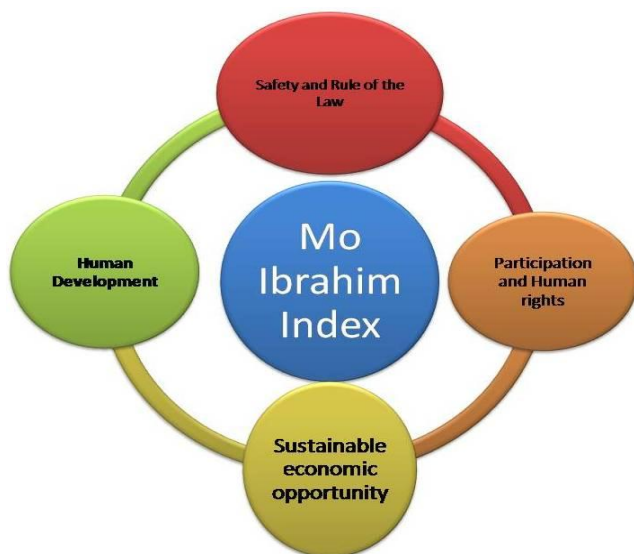 Safety and Rule of the
Law
Mo
Ibrahim
Index
Human
Development
Participation
and Human
rights
Sustainable
economic
opportunity